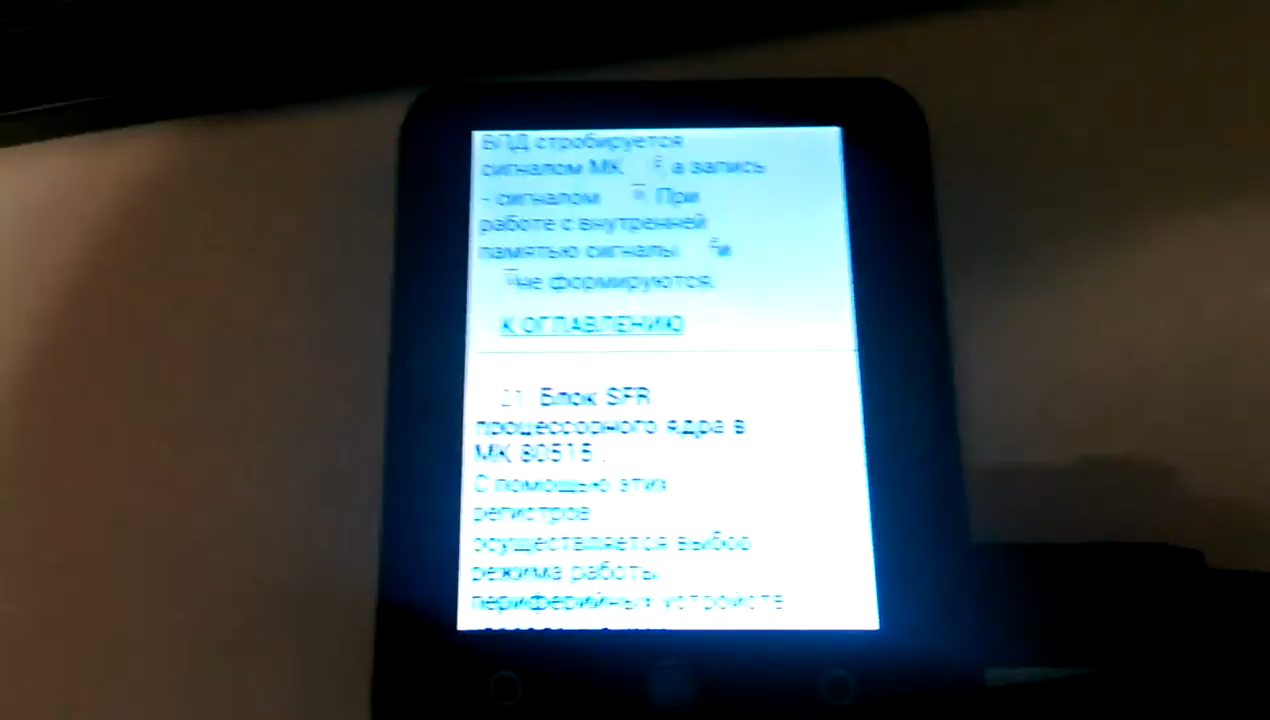 ВПД стробируется
сигналом МК , а запись
- сигналом . При
работе с внутренней
памятью сигналы и
не формируются.
К ОГЛАВЛЕНИЮ
21 Блок SFR
процессорного ядра в
МК 80515 .
С помощью этих
регистров
осуществляется выбор
режима работы
периферийных устройств